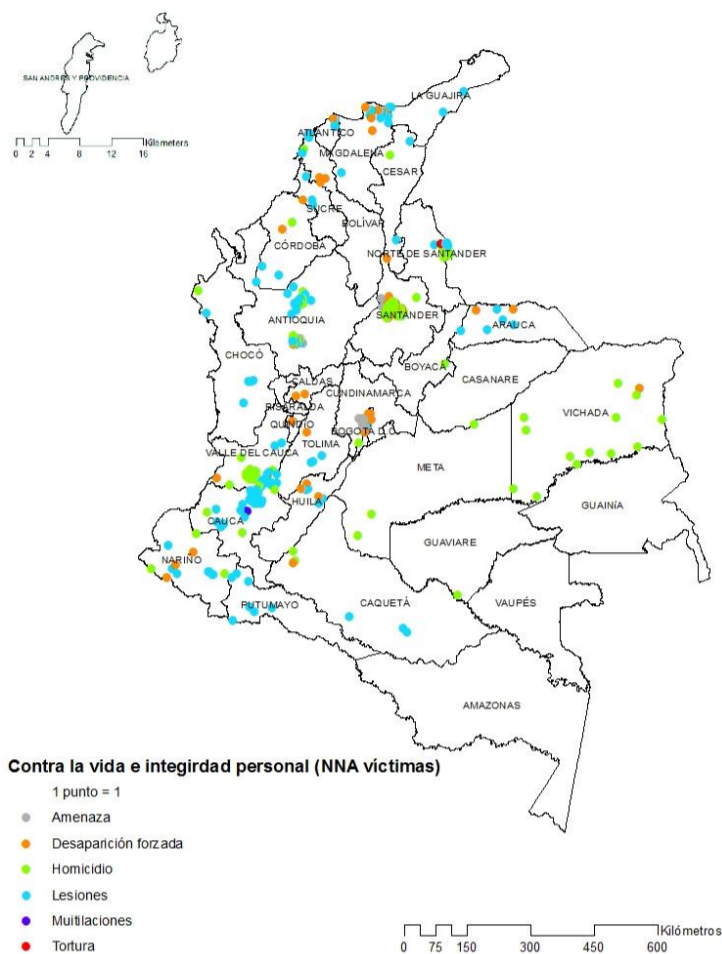 SAN ANDRES Y PROVIDENCIA
Kilometers
0 2 4 8 12 16
LA GUAJIRA
ATLANTICO
MAGDALENA
CESAR
SUCRE
BOLÍVAR
CÓRDOBA
NORTE DE SANTANDER
ANTIOQUIA
SANTANDER
ARAUCA
CHOCÓ
BOYACÁ
CALDAS
CUNDINAMARCA
CASANARE
RISARALDA
VICHADA
QUINDÍO
BOGOTÁ D.C.
TOLIMA
VALLE DEL CAUCA
META
HUILA
GUAINÍA
CAUCA
GUAVIARE
NARIÑO
PUTUMAYO
CAQUETÁ
VAUPÉS
AMAZONAS
Contra la vida e integirdad personal (NNA víctimas)
1 punto = 1
Amenaza
Desaparición forzada
Homicidio
Lesiones
Muitilaciones
Tortura
Kilómetros
0 75 150 300 450 600